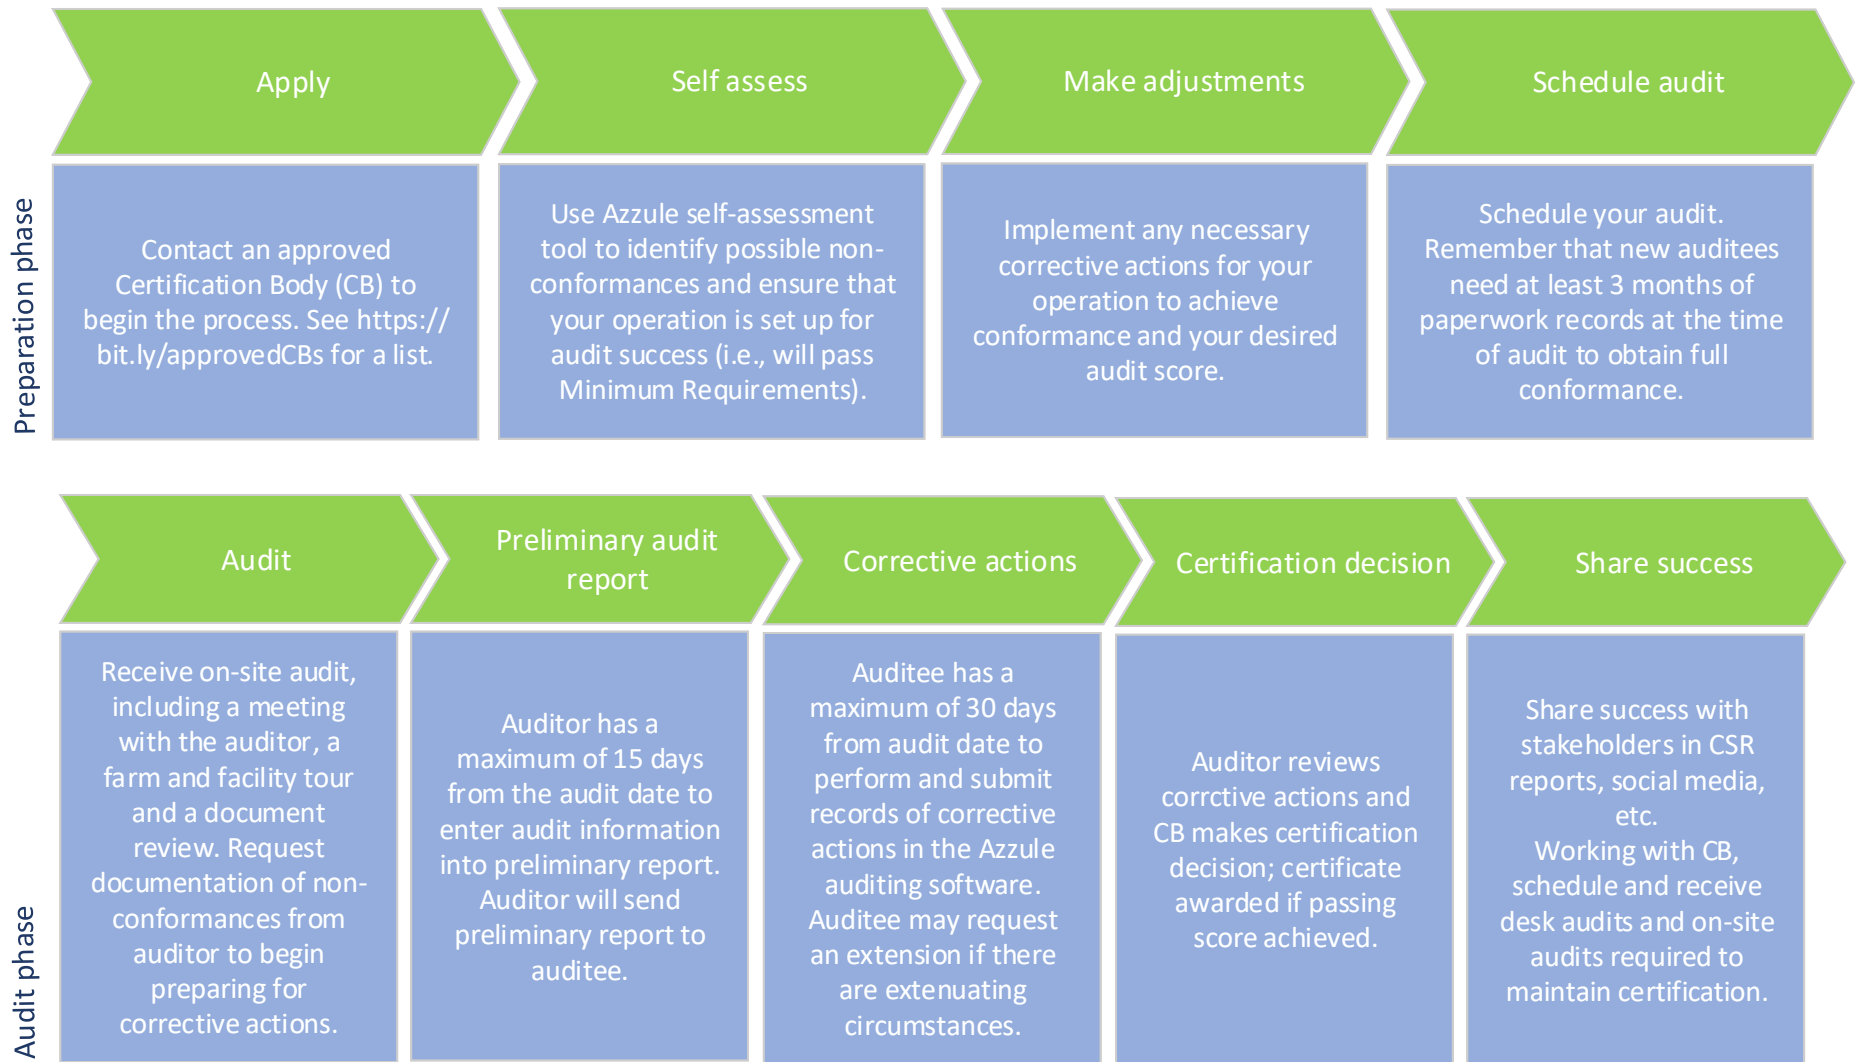 Preparation phase
Apply
Contact an approved
Certification Body (CB) to
begin the process. See https://
bit.ly/approvedCBs for a list.
Self assess
Use Azzule self-assessment
tool to identify possible non-
conformances and ensure that
your operation is set up for
audit success (i.e., will pass
Minimum Requirements).
Make adjustments
Implement any necessary
corrective actions for your
operation to achieve
conformance and your desired
audit score.
Schedule audit
Schedule your audit.
Remember that new auditees
need at least 3 months of
paperwork records at the time
of audit to obtain full
conformance.
Audit phase
Audit
Receive on-site audit,
including a meeting
with the auditor, a
farm and facility tour
and a document
review. Request
documentation of non-
conformances from
auditor to begin
preparing for
corrective actions.
Preliminary audit
report
Auditor has a
maximum of 15 days
from the audit date to
enter audit information
into preliminary report.
Auditor will send
preliminary report to
auditee.
Corrective actions
Auditee has a
maximum of 30 days
from audit date to
perform and submit
records of corrective
actions in the Azzule
auditing software.
Auditee may request
an extension if there
are extenuating
circumstances.
Certification decision
Auditor reviews
corrctive actions and
CB makes certification
decision; certificate
awarded if passing
score achieved.
Share success
Share success with
stakeholders in CSR
reports, social media,
etc.
Working with CB,
schedule and receive
desk audits and on-site
audits required to
maintain certification.